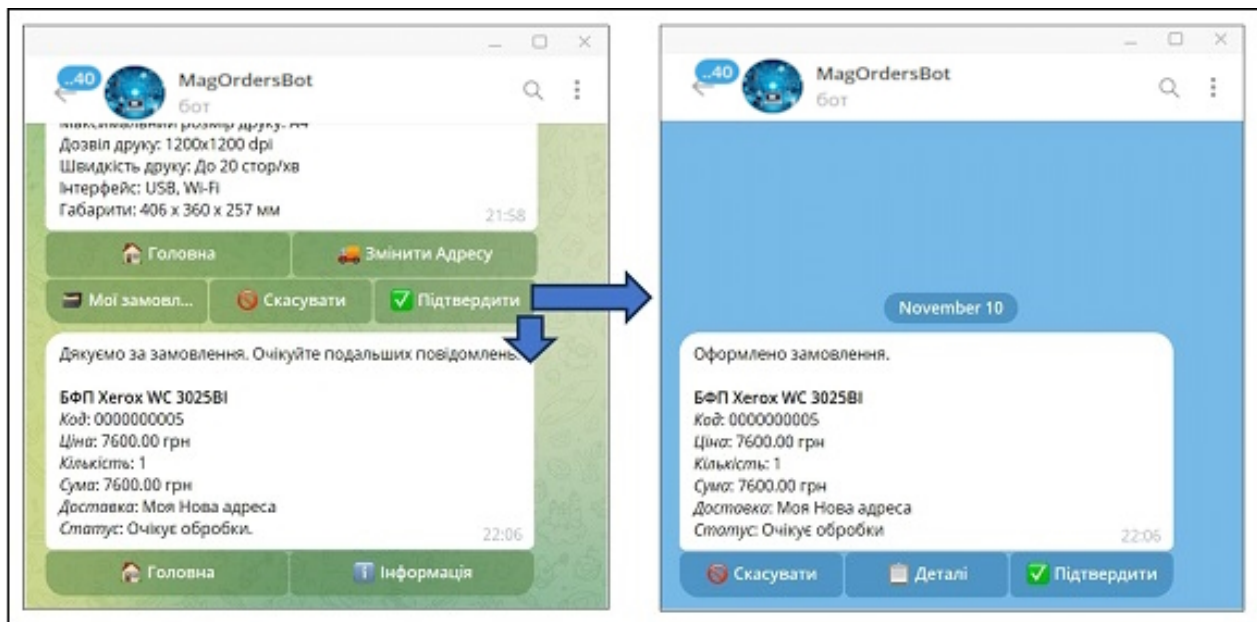 ..40
MagOrdersBot
бот
Максимальний розмір друку: A4
Дозвіл друку: 1200x1200 dpi
Швидкість друку: До 20 стор/хв
Інтерфейс: USB, Wi-Fi
Габарити: 406 x 360 x 257 мм
21:58
Головна
Змінити Адресу
Мої замовл...
Скасувати
Підтвердити
Дякуємо за замовлення. Очікуйте подальших повідомлень.
БФП Xerox WC 3025BI
Код: 0000000005
Ціна: 7600.00 грн
Кількість: 1
Сума: 7600.00 грн
Доставка: Моя Нова адреса
Статус: Очікує обробки.
22:06
Головна
Інформація
..40
MagOrdersBot
бот
November 10
Оформлено замовлення.
БФП Xerox WC 3025BI
Код: 0000000005
Ціна: 7600.00 грн
Кількість: 1
Сума: 7600.00 грн
Доставка: Моя Нова адреса
Статус: Очікує обробки
22:06
Скасувати
Деталі
Підтвердити